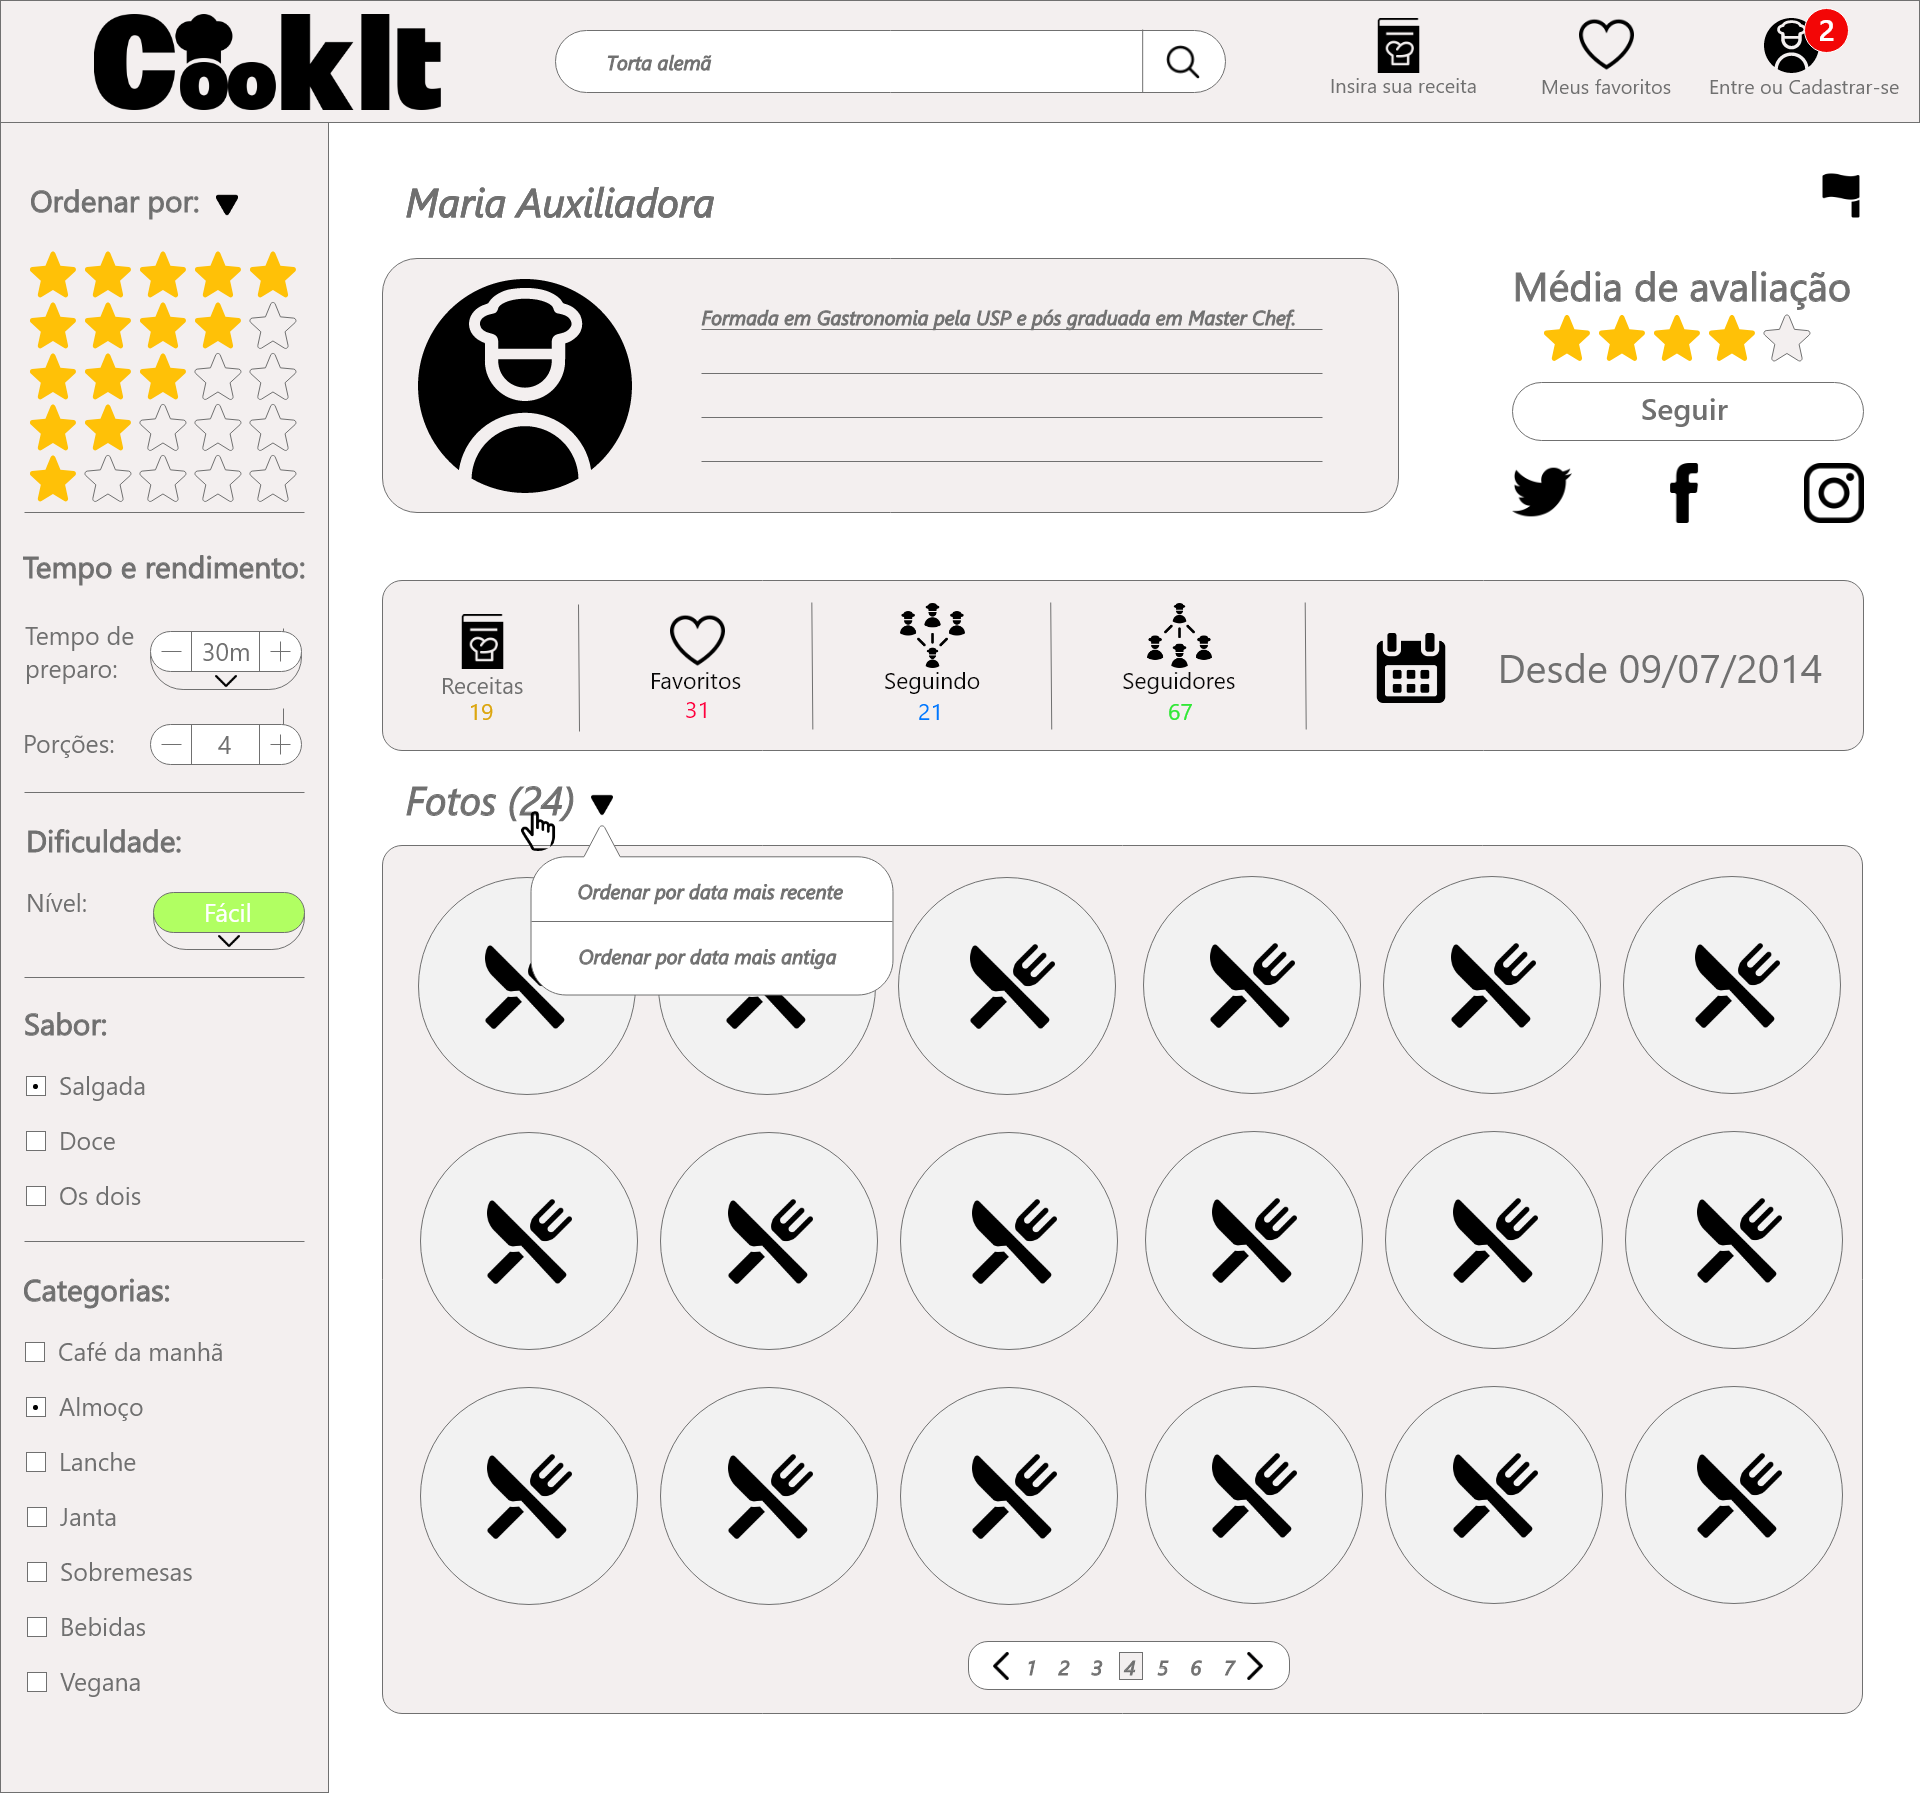 CookIt
Torta alemã
Insira sua receita
Meus favoritos
2
Entre ou Cadastrar-se
Ordenar por:
Tempo e rendimento:
Tempo de
preparo:
30m
Porções:
4
Dificuldade:
Nível:
Fácil
Sabor:
Salgada
Doce
Os dois
Categorias:
Café da manhã
Almoço
Lanche
Janta
Sobremesas
Bebidas
Vegana
Maria Auxiliadora
Formada em Gastronomia pela USP e pós graduada em Master Chef.
Média de avaliação
Seguir
Receitas
19
Favoritos
31
Seguindo
21
Seguidores
67
Desde 09/07/2014
Fotos (24)
Ordenar por data mais recente
Ordenar por data mais antiga
1 2 3 4 5 6 7